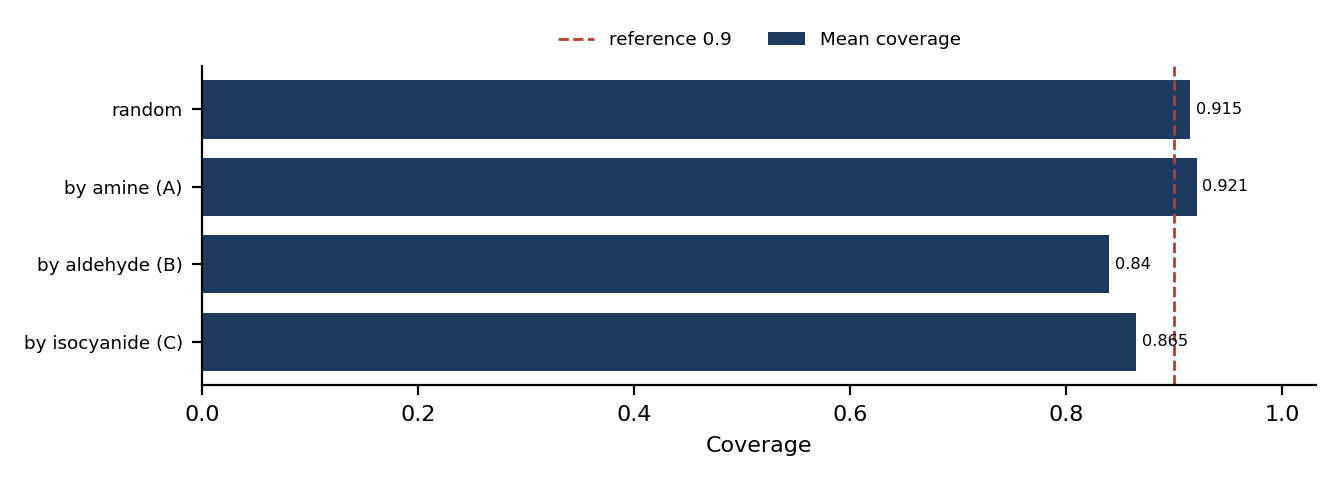 reference 0.9
Mean coverage
random
0.915
by amine (A)
0.921
by aldehyde (B)
0.84
by isocyanide (C)
0.865
0.0 0.2 0.4 0.6 0.8 1.0
Coverage